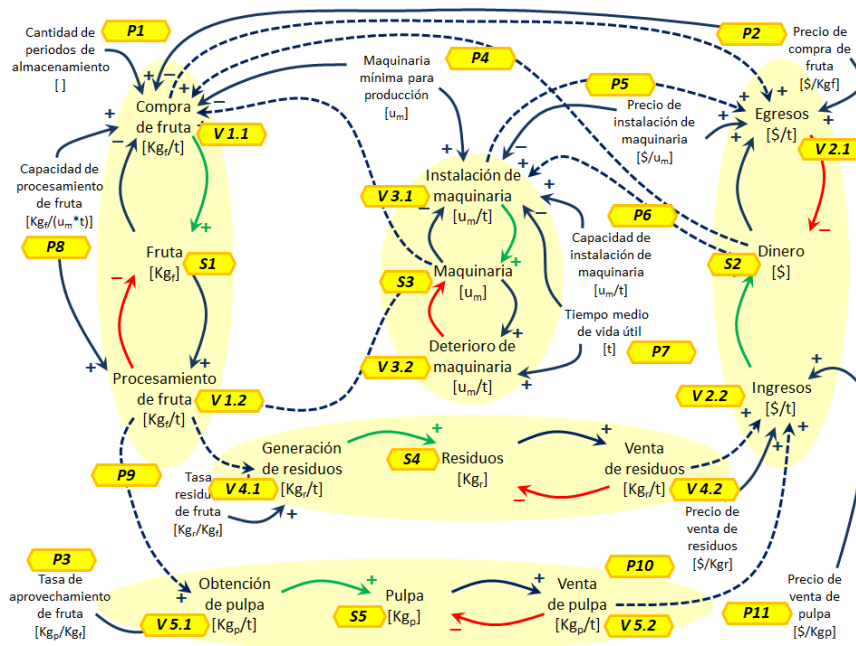 P1
Cantidad de
periodos de
almacenamiento
[ ]
Compra
de fruta
[Kgf/t]
V 1.1
Maquinaria
mínima para
producción
[um]
P4
P2
Precio de
compra de
fruta
[$/Kgf]
P5
Precio de
instalación de
maquinaria
[$/um]
Egresos
[$/t]
V 2.1
Capacidad de
procesamiento
de fruta
[Kgf/(um*t)]
P8
Fruta
[Kgf]
S1
Instalación de
maquinaria
[um/t]
V 3.1
P6
Capacidad de
instalación de
maquinaria
[um/t]
Maquinaria
[um]
S3
Dinero
[$]
S2
Tiempo medio
de vida útil
[t]
P7
Deterioro de
maquinaria
[um/t]
V 3.2
Procesamiento
de fruta
[Kgf/t]
V 1.2
Ingresos
[$/t]
V 2.2
P9
Generación
de residuos
[Kgr/t]
V 4.1
S4
Residuos
[Kgr]
Venta
de residuos
[Kgr/t]
V 4.2
Tasa
de fruta
[Kgr/Kgf]
Precio de
venta de
residuos
[$/Kgr]
P3
Tasa de
aprovechamiento
de fruta
[Kgp/Kgf]
V 5.1
Obtención
de pulpa
[Kgp/t]
Pulpa
[Kgp]
S5
P10
Venta
de pulpa
[Kgp/t]
V 5.2
Precio de
venta de
pulpa
[$/Kgp]
P11